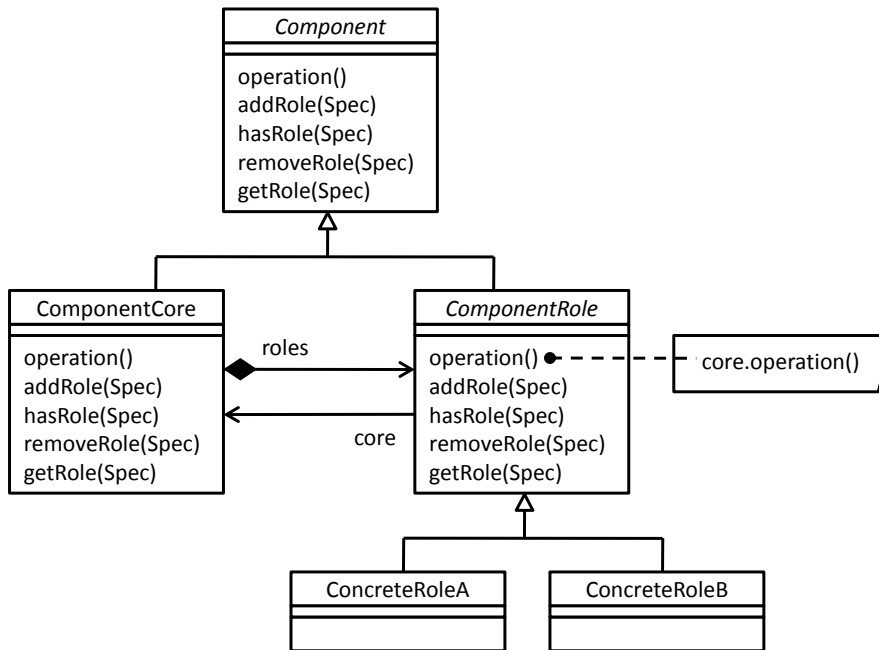 Component
operation()
addRole(Spec)
hasRole(Spec)
removeRole(Spec)
getRole(Spec)
ComponentCore
operation()
addRole(Spec)
hasRole(Spec)
removeRole(Spec)
getRole(Spec)
roles
core
ComponentRole
operation()
addRole(Spec)
hasRole(Spec)
removeRole(Spec)
getRole(Spec)
core.operation()
ConcreteRoleA
ConcreteRoleB